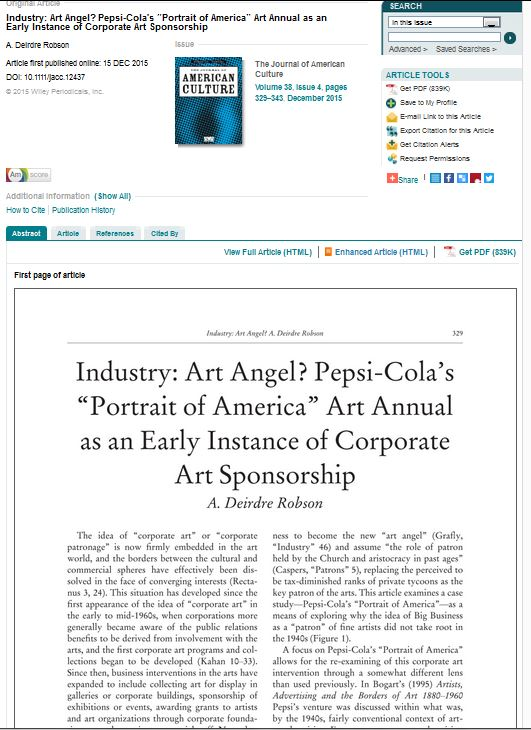 Original Article
Industry: Art Angel? Pepsi-Cola's "Portrait of America" Art Annual as an
Early Instance of Corporate Art Sponsorship
A. Deirdre Robson
Article first published online: 15 DEC 2015
DOI: 10.1111/jacc.12437
© 2015 Wiley Periodicals, Inc.
Issue
AMERICAN
CULTURE
The Journal of American
Culture
Volume 38, Issue 4, pages
329–343, December 2015
Am score
Additional Information (Show All)
How to Cite Publication History
SEARCH
In this issue
Advanced > Saved Searches >
ARTICLE TOOLS
Get PDF (839K)
Save to My Profile
E-mail Link to this Article
Export Citation for this Article
Get Citation Alerts
Request Permissions
Share
Abstract Article References Cited By
View Full Article (HTML) Enhanced Article (HTML) Get PDF (839K)
First page of article
Industry: Art Angel? A. Deirdre Robson 329
Industry: Art Angel? Pepsi-Cola's
"Portrait of America" Art Annual
as an Early Instance of Corporate
Art Sponsorship
A. Deirdre Robson
The idea of "corporate art" or "corporate
patronage" is now firmly embedded in the art
world, and the borders between the cultural and
commercial spheres have effectively been dis-
solved in the face of converging interests (Recta-
nus 3, 24). This situation has developed since the
first appearance of the idea of "corporate art" in
the early to mid-1960s, when corporations more
generally became aware of the public relations
benefits to be derived from involvement with the
arts, and the first corporate art programs and col-
lections began to be developed (Kahan 10–33).
Since then, business interventions in the arts have
expanded to include collecting art for display in
galleries or corporate buildings, sponsorship of
exhibitions or events, awarding grants to artists
and art organizations through corporate founda-
ness to become the new "art angel" (Grafly,
"Industry" 46) and assume "the role of patron
held by the Church and aristocracy in past ages"
(Caspers, "Patrons" 5), replacing the perceived to
be tax-diminished ranks of private tycoons as the
key patron of the arts. This article examines a case
study—Pepsi-Cola's "Portrait of America"—as a
means of exploring why the idea of Big Business
as a "patron" of fine artists did not take root in
the 1940s (Figure 1).
A focus on Pepsi-Cola's "Portrait of America"
allows for the re-examining of this corporate art
intervention through a somewhat different lens
than used previously. In Bogart's (1995) Artists,
Advertising and the Borders of Art 1880–1960
Pepsi's venture was discussed within what was,
by the 1940s, fairly conventional context of art-